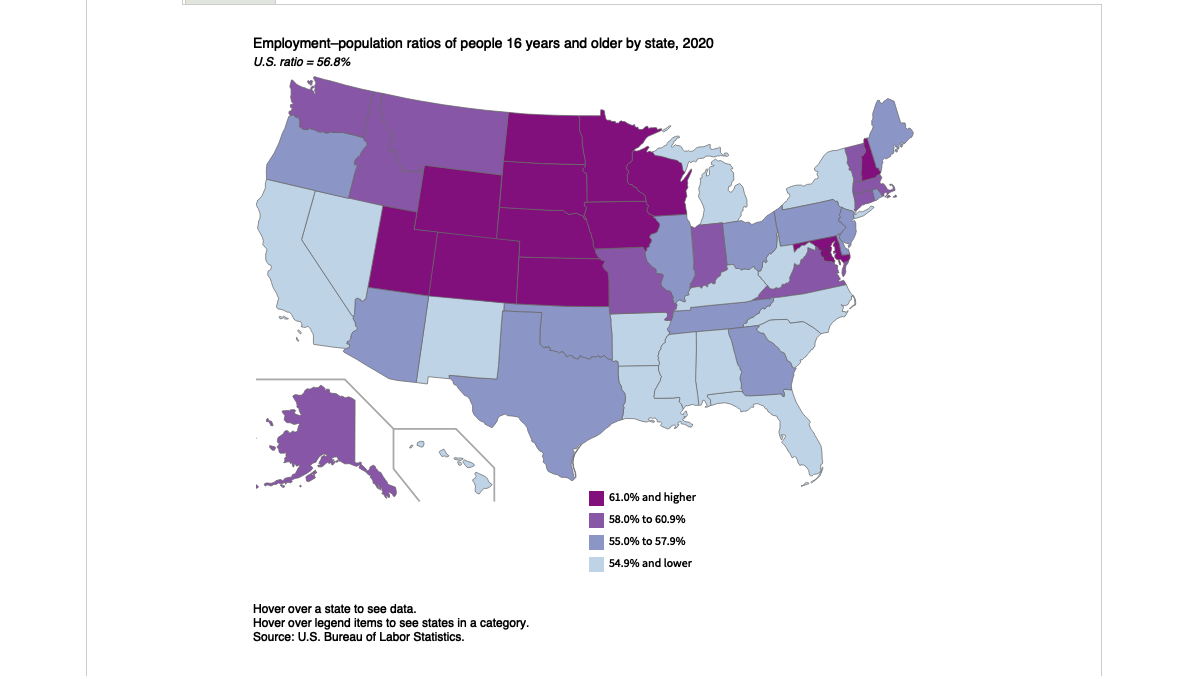 Employment–population ratios of people 16 years and older by state, 2020
U.S. ratio = 56.8%
61.0% and higher
58.0% to 60.9%
55.0% to 57.9%
54.9% and lower
Hover over a state to see data.
Hover over legend items to see states in a category.
Source: U.S. Bureau of Labor Statistics.